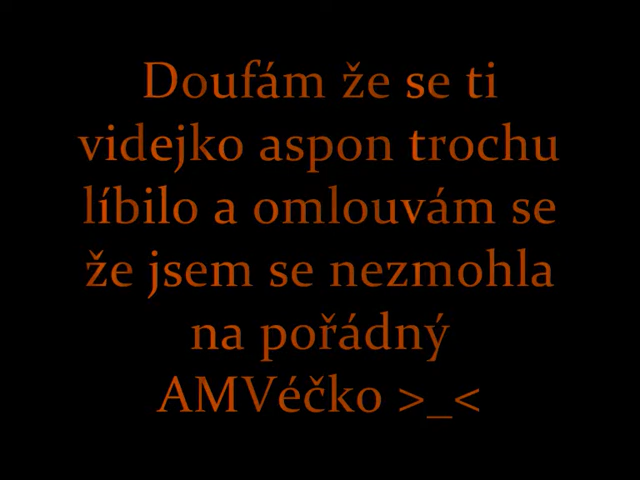 Doufám že se ti
videjko aspon trochu
líbilo a omlouvám se
že jsem se nezmohla
na pořádný
AMVéčko >_<